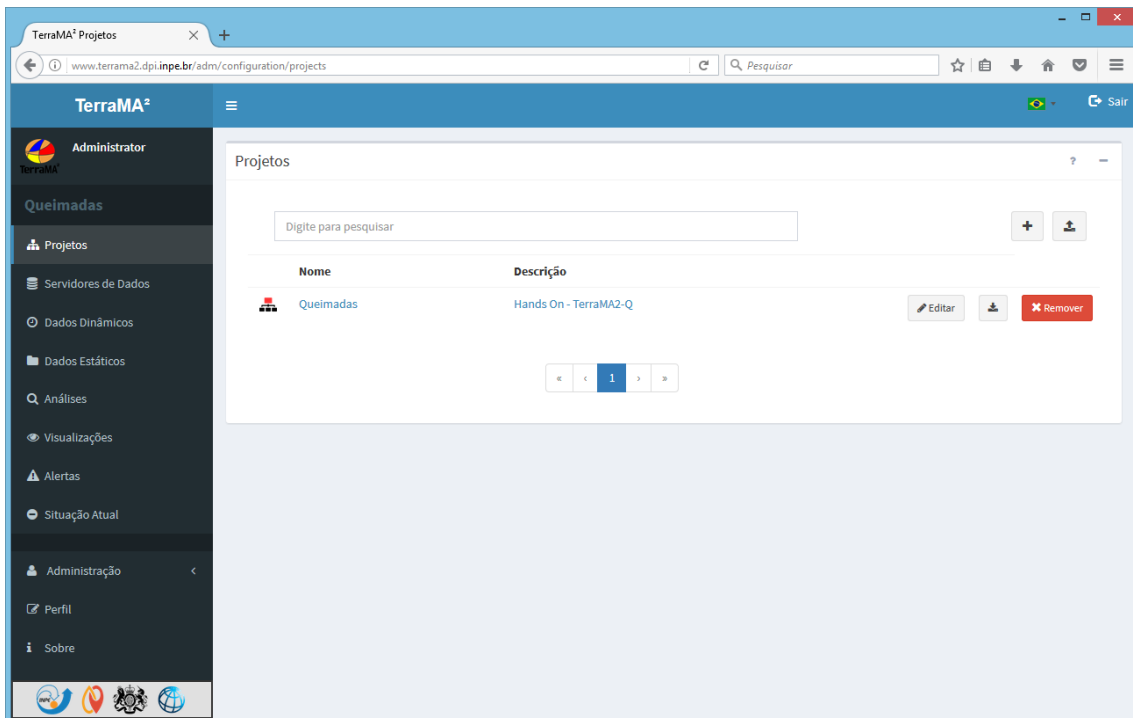 TerraMA² Projetos
www.terrama2.dpi.inpe.br/adm/configuration/projects
Pesquisar
TerraMA²
Sair
Administrator
TerraMA²
Queimadas
Projetos
Servidores de Dados
Dados Dinâmicos
Dados Estáticos
Análises
Visualizações
Alertas
Situação Atual
Administração
Perfil
Sobre
Projetos
?
Digite para pesquisar
Nome Descrição
Queimadas Hands On - TerraMA2-Q Editar Remover
« ‹ 1 › »